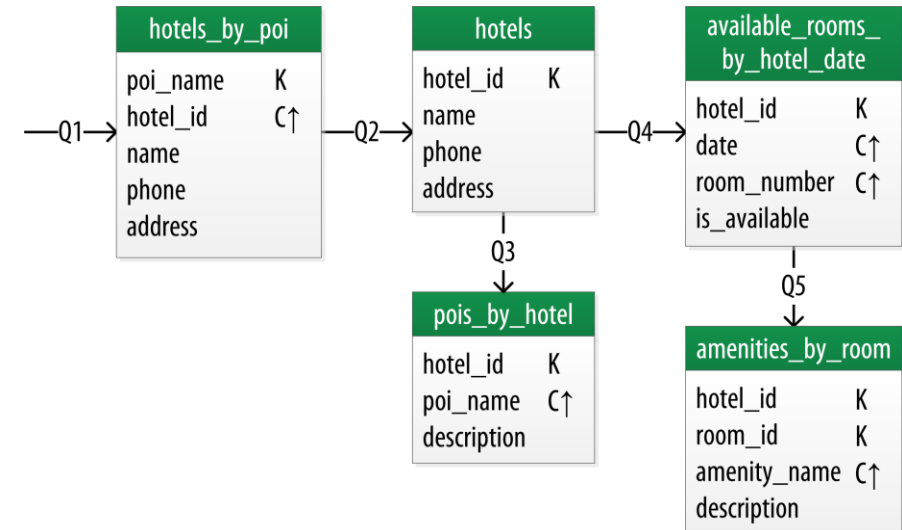 hotels_by_poi
poi_name K
hotel_id C↑
name
phone
address
Q1
Q2
hotels
hotel_id K
name
phone
address
Q4
available_rooms_
by_hotel_date
hotel_id K
date C↑
room_number C↑
is_available
Q3
pois_by_hotel
hotel_id K
poi_name C↑
description
Q5
amenities_by_room
hotel_id K
room_id K
amenity_name C↑
description